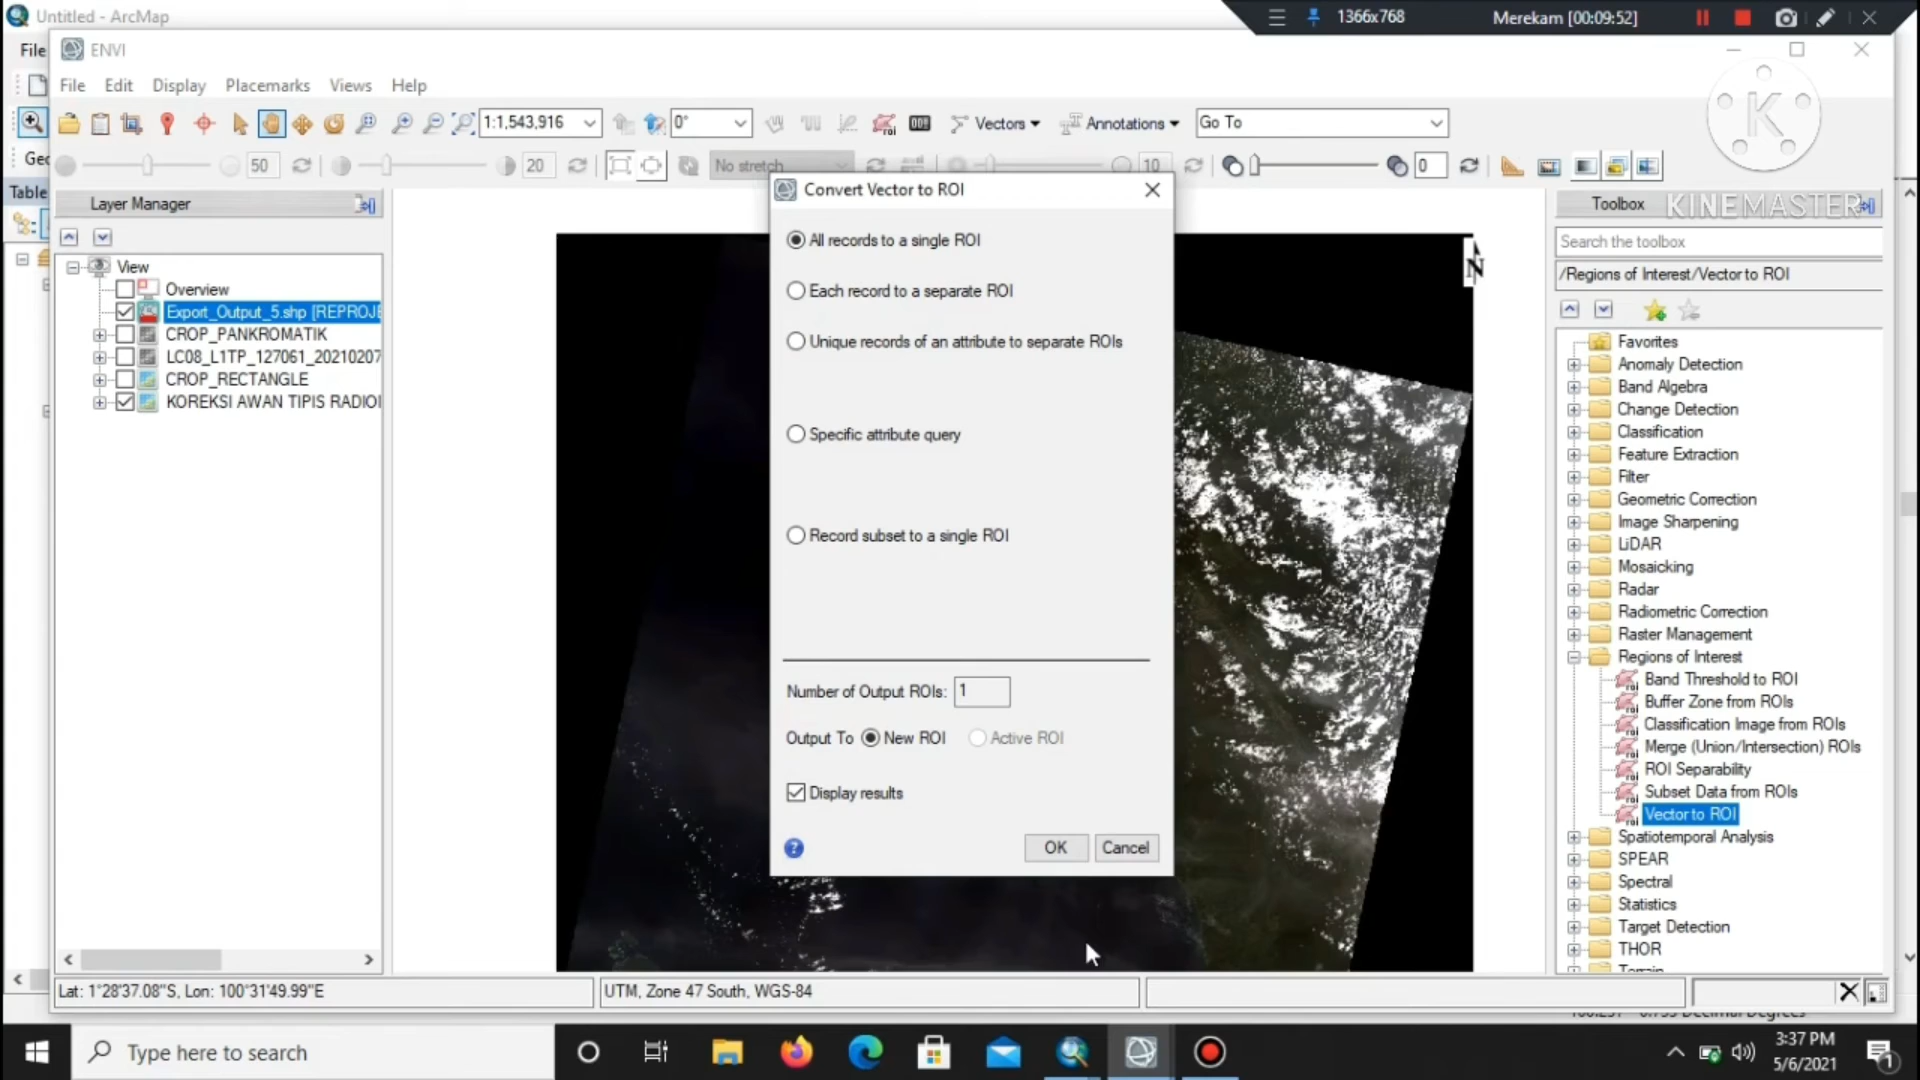 Untitled - ArcMap
1366x768
Merekam [00:09:52]
File
ENVI
File Edit Display Placemarks Views Help
1:1,543,916
0°
Vectors
Annotations
Go To
Geo
50
20
No stretch
10
0
K
KINEMASTER
Table
Layer Manager
View
Overview
Export_Output_5.shp [REPROJE
CROP_PANKROMATIK
LC08_L1TP_127061_20210207
CROP_RECTANGLE
KOREKSI AWAN TIPIS RADIOI
Convert Vector to ROI
All records to a single ROI
Each record to a separate ROI
Unique records of an attribute to separate ROIs
Specific attribute query
Record subset to a single ROI
Number of Output ROIs: 1
Output To New ROI Active ROI
Display results
OK Cancel
N
Toolbox
Search the toolbox
/Regions of Interest/Vector to ROI
Favorites
Anomaly Detection
Band Algebra
Change Detection
Classification
Feature Extraction
Filter
Geometric Correction
Image Sharpening
LiDAR
Mosaicking
Radar
Radiometric Correction
Raster Management
Regions of Interest
Band Threshold to ROI
Buffer Zone from ROIs
Classification Image from ROIs
Merge (Union/Intersection) ROIs
ROI Separability
Subset Data from ROIs
Vector to ROI
Spatiotemporal Analysis
SPEAR
Spectral
Statistics
Target Detection
THOR
Terrain
Lat: 1°28'37.08"S, Lon: 100°31'49.99"E
UTM, Zone 47 South, WGS-84
Decimal Degrees
Type here to search
3:37 PM
5/6/2021
1